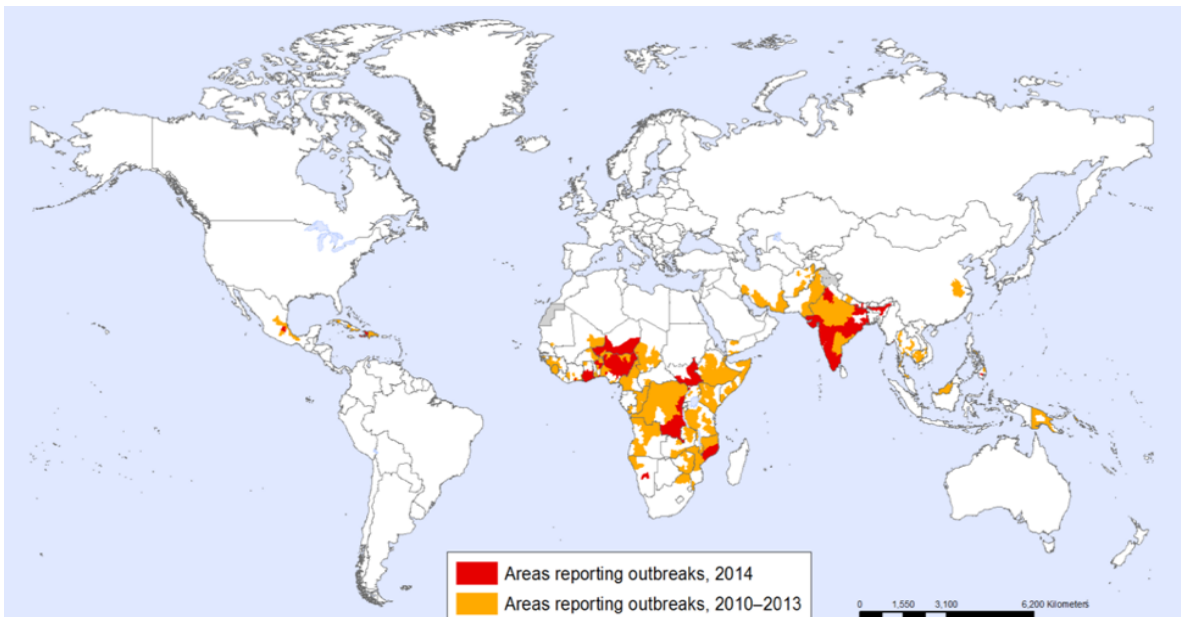 Areas reporting outbreaks, 2014
Areas reporting outbreaks, 2010–2013
0 1,550 3,100 6,200 Kilometers